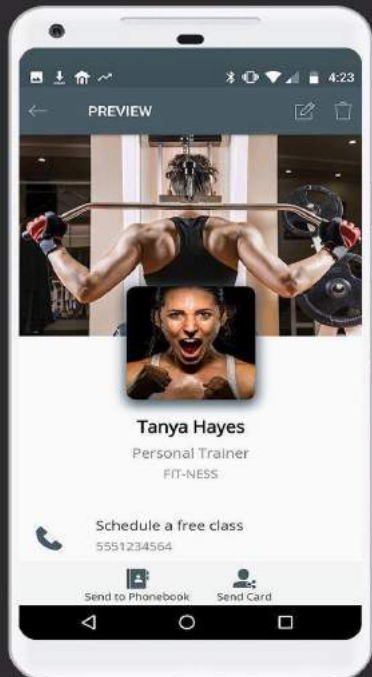 4:23
PREVIEW
Tanya Hayes
Personal Trainer
FIT-NESS
Schedule a free class
5551234564
Send to Phonebook Send Card